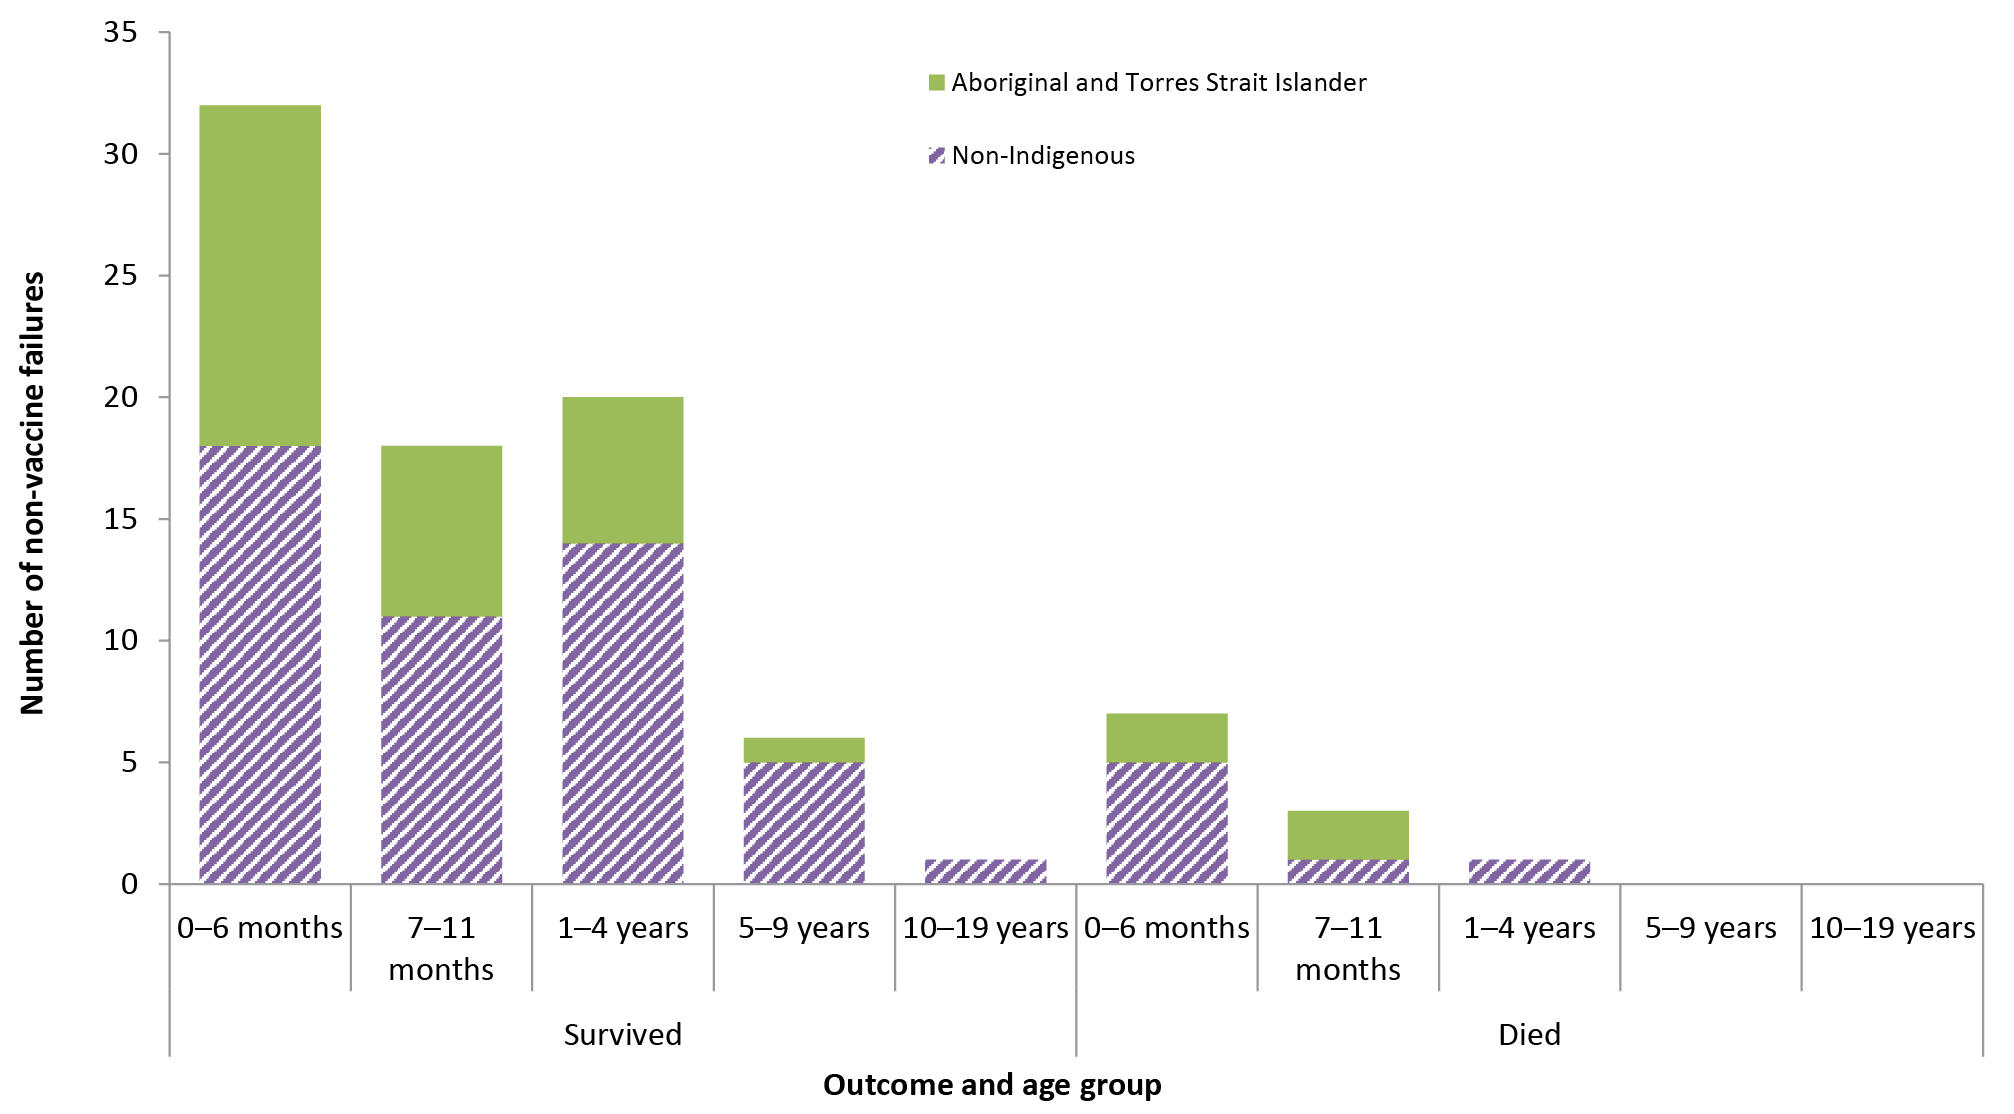 35
30
25
20
15
10
5
0
Number of non-vaccine failures
Aboriginal and Torres Strait Islander
Non-Indigenous
0–6 months
7–11
months
1–4 years
5–9 years
10–19 years
0–6 months
7–11
months
1–4 years
5–9 years
10–19 years
Survived
Died
Outcome and age group